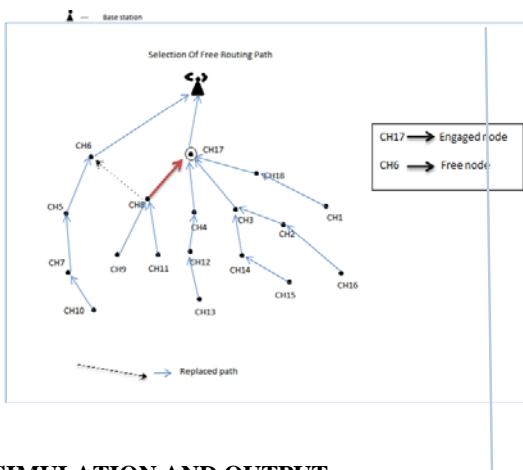 — Base station
Selection Of Free Routing Path
CH6
CH17
CH17 Engaged node
CH6 Free node
CH18
CH8
CH5
CH1
CH4
CH3
CH2
CH7
CH9
CH11
CH12
CH14
CH16
CH10
CH13
CH15
Replaced path
SIMULATION AND OUTPUT